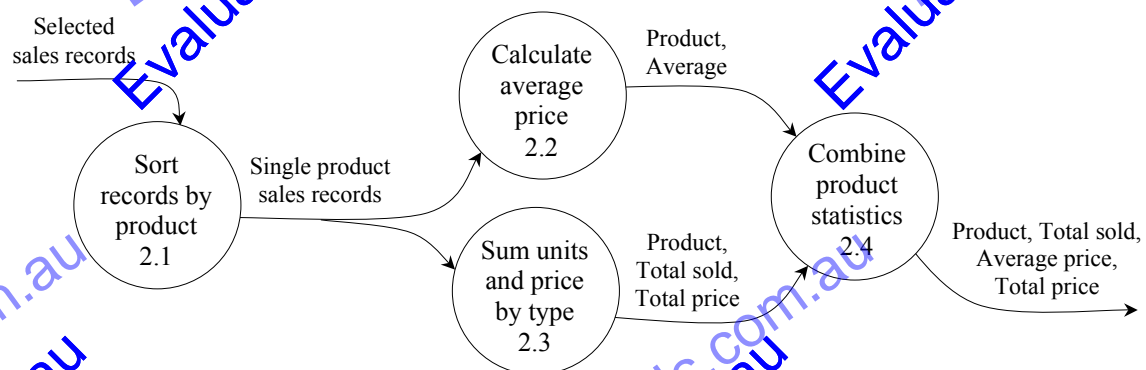 Selected
sales records
Sort
records by
product
2.1
Single product
sales records
Calculate
average
price
2.2
Product,
Average
Sum units
and price
by type
2.3
Product,
Total sold,
Total price
Combine
product
statistics
2.4
Product, Total sold,
Average price,
Total price